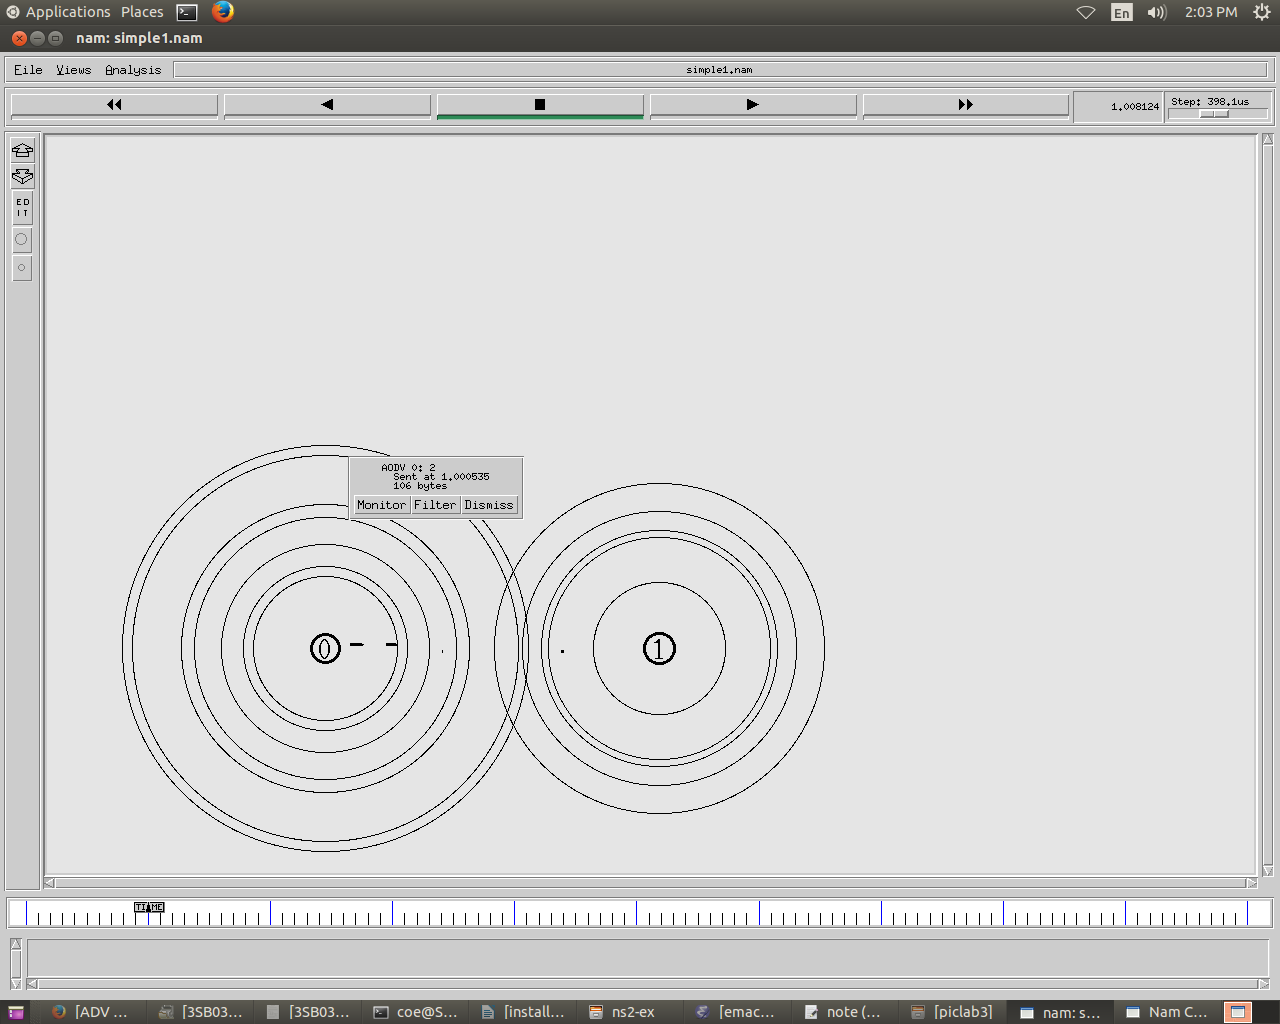 Applications Places En 2:03 PM
nam: simple1.nam
File Views Analysis simple1.nam
1.008124 Step: 398.1us
ED
IT
AODV 0: 2
Sent at 1.000535
106 bytes
Monitor Filter Dismiss
0 1
TIME
[ADV ... [3SB03... [3SB03... coe@S... [install... ns2-ex [emac... note (... [piclab3] nam: s... Nam C...